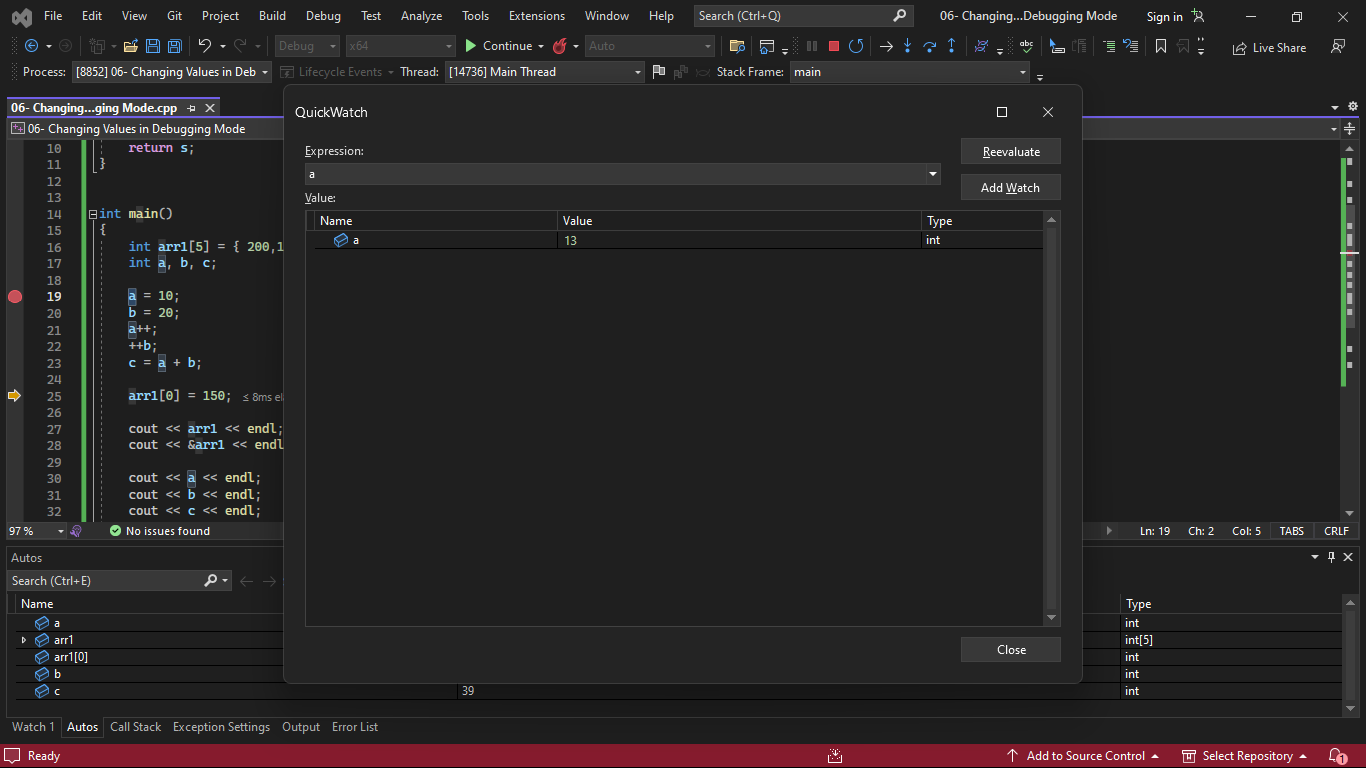 File Edit View Git Project Build Debug Test Analyze Tools Extensions Window Help Search (Ctrl+Q) 06- Changing...Debugging Mode Sign in
Debug x64 Continue Auto Live Share
Process: [8852] 06- Changing Values in Deb Lifecycle Events Thread: [14736] Main Thread Stack Frame: main
06- Changing...ging Mode.cpp
06- Changing Values in Debugging Mode
10 return s;
11 }
12
13
14 int main()
15 {
16 int arr1[5] = { 200,1
17 int a, b, c;
18
19 a = 10;
20 b = 20;
21 a++;
22 ++b;
23 c = a + b;
24
25 arr1[0] = 150; ≤ 8ms el
26
27 cout << arr1 << endl;
28 cout << &arr1 << endl
29
30 cout << a << endl;
31 cout << b << endl;
32 cout << c << endl;
QuickWatch
Expression:
Reevaluate
a
Add Watch
Value:
Name Value Type
a 13 int
Close
97 % No issues found Ln: 19 Ch: 2 Col: 5 TABS CRLF
Autos
Search (Ctrl+E)
Name Type
a int
arr1 int[5]
arr1[0] int
b int
c 39 int
Watch 1 Autos Call Stack Exception Settings Output Error List
Ready Add to Source Control Select Repository 1